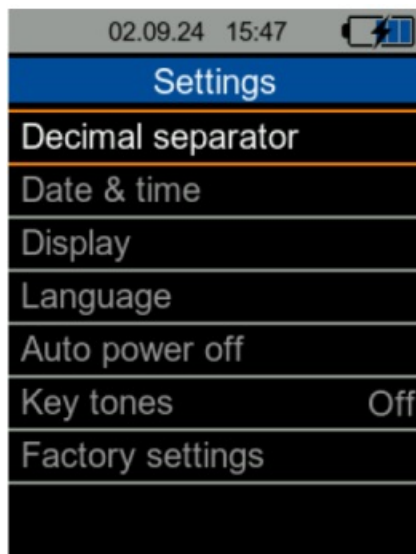 02.09.24 15:47
Settings
Decimal separator
Date & time
Display
Language
Auto power off
Key tones Off
Factory settings